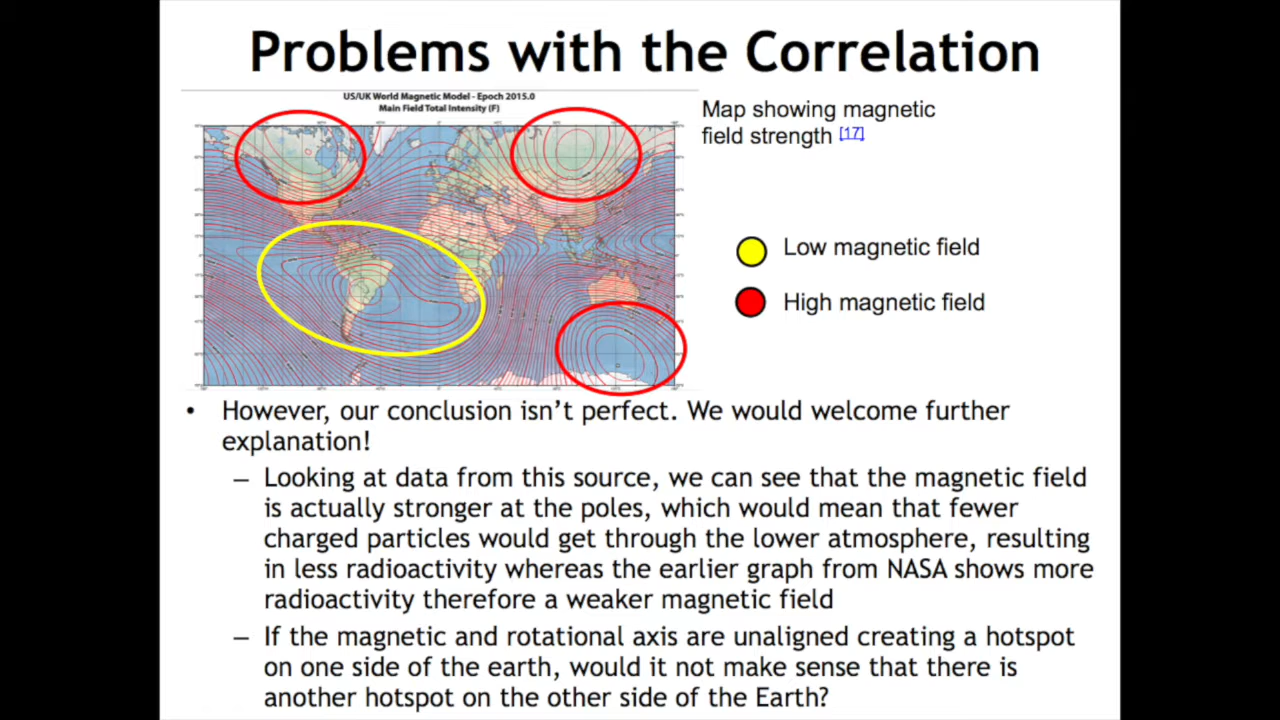 Problems with the Correlation
US/UK World Magnetic Model - Epoch 2015.0
Main Field Total Intensity (F)
Map showing magnetic
field strength [17]
Low magnetic field
High magnetic field
• However, our conclusion isn't perfect. We would welcome further
explanation!
– Looking at data from this source, we can see that the magnetic field
is actually stronger at the poles, which would mean that fewer
charged particles would get through the lower atmosphere, resulting
in less radioactivity whereas the earlier graph from NASA shows more
radioactivity therefore a weaker magnetic field
– If the magnetic and rotational axis are unaligned creating a hotspot
on one side of the earth, would it not make sense that there is
another hotspot on the other side of the Earth?